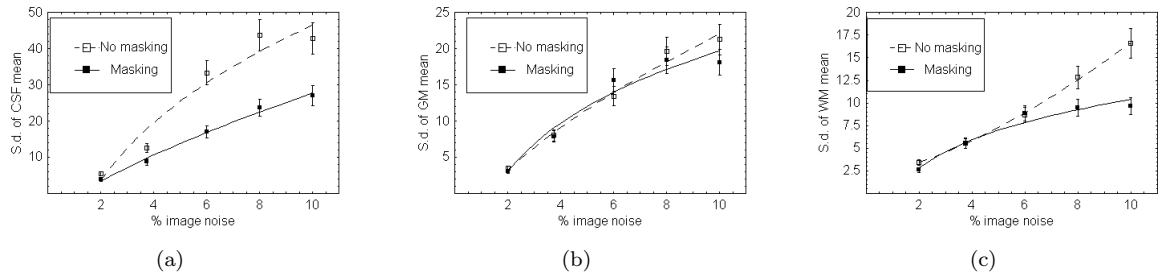 50
40
30
20
10
S.d. of CSF mean
No masking
Masking
2 4 6 8 10
% image noise
(a)
25
20
15
10
5
S.d. of GM mean
No masking
Masking
2 4 6 8 10
% image noise
(b)
20
17.5
15
12.5
10
7.5
5
2.5
S.d. of WM mean
No masking
Masking
2 4 6 8 10
% image noise
(c)